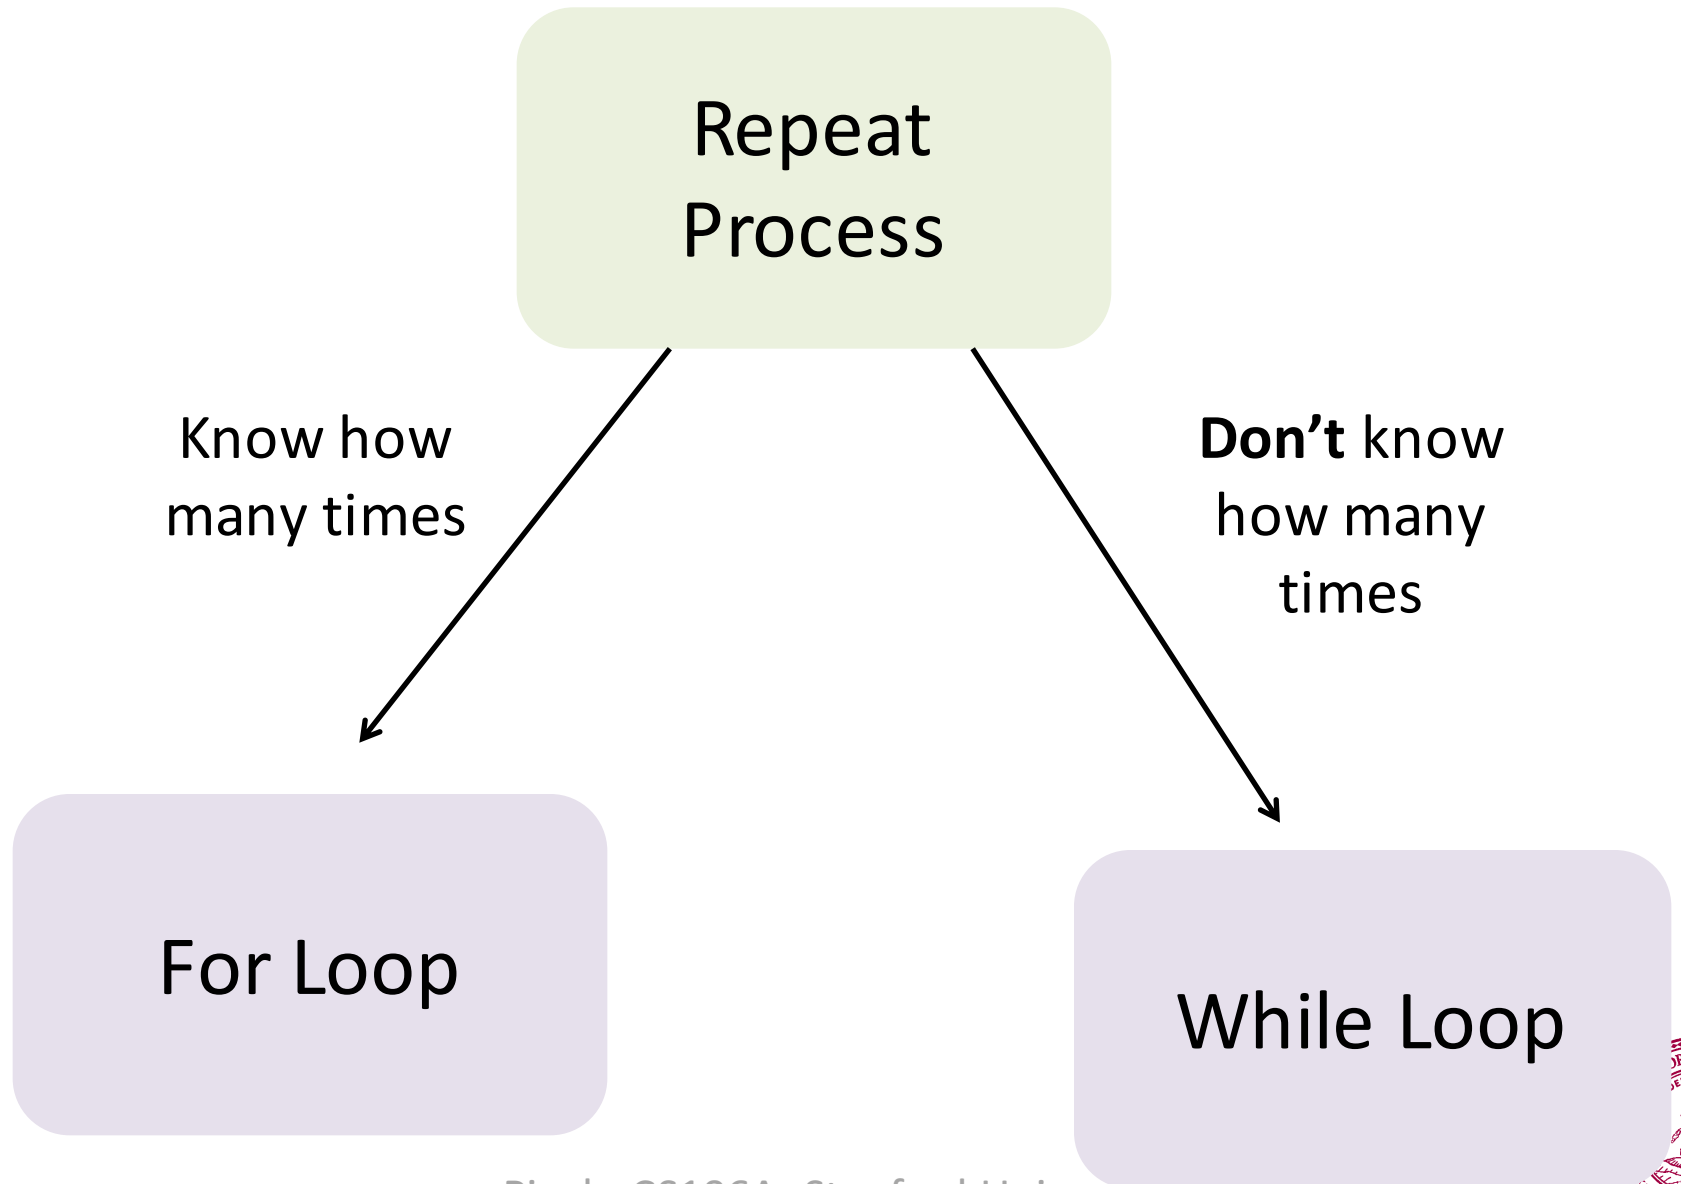 Repeat
Process
Know how
many times
Don't know
how many
times
For Loop
While Loop